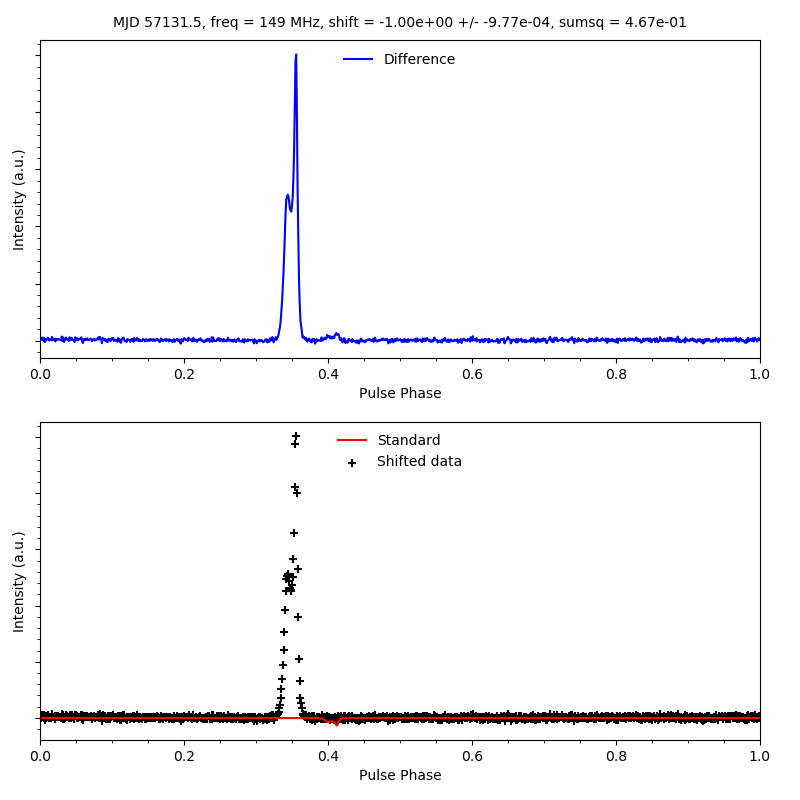 MJD 57131.5, freq = 149 MHz, shift = -1.00e+00 +/- -9.77e-04, sumsq = 4.67e-01
Difference
Intensity (a.u.)
0.0 0.2 0.4 0.6 0.8 1.0
Pulse Phase
Standard
Shifted data
Intensity (a.u.)
0.0 0.2 0.4 0.6 0.8 1.0
Pulse Phase